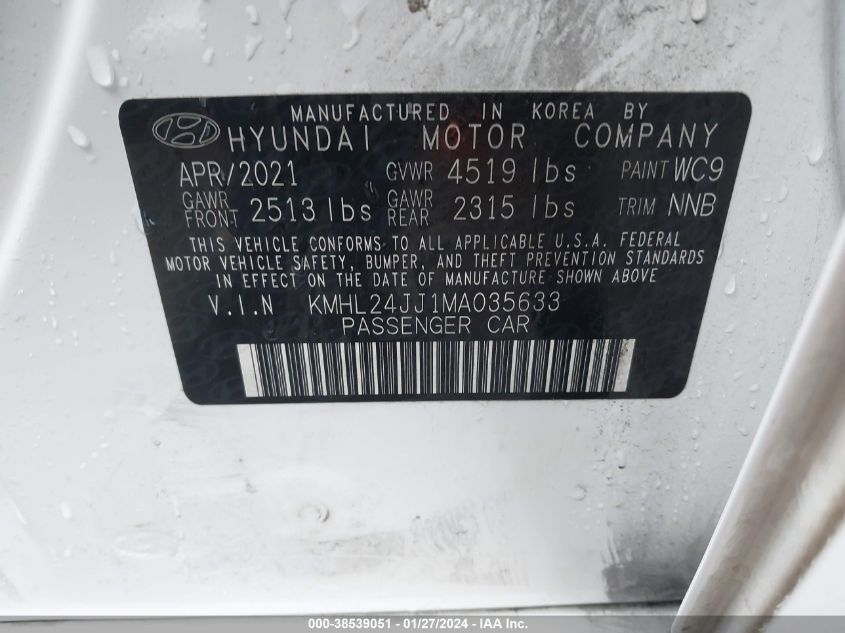 MANUFACTURED IN KOREA BY
HYUNDAI MOTOR COMPANY
APR/2021 GVWR 4519 lbs PAINT WC9
GAWR FRONT 2513 lbs GAWR REAR 2315 lbs TRIM NNB
THIS VEHICLE CONFORMS TO ALL APPLICABLE U.S.A. FEDERAL
MOTOR VEHICLE SAFETY, BUMPER, AND THEFT PREVENTION STANDARDS
IN EFFECT ON THE DATE OF MANUFACTURE SHOWN ABOVE
V.I.N KMHL24JJ1MA035633
PASSENGER CAR
000-38539051 - 01/27/2024 - IAA Inc.